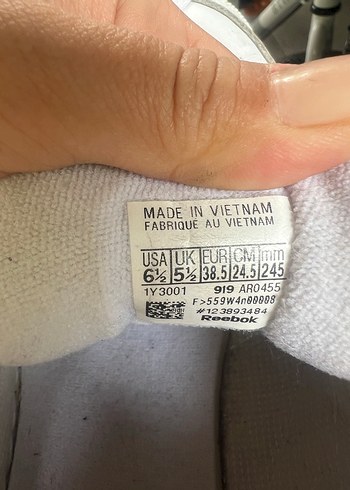 MADE IN VIETNAM
FABRIQUE AU VIETNAM
USA UK EUR CM mm
6½ 5½ 38.5 24.5 245
1Y3001 919 AR0455
F>559W4n00008
#123893484
Reebok